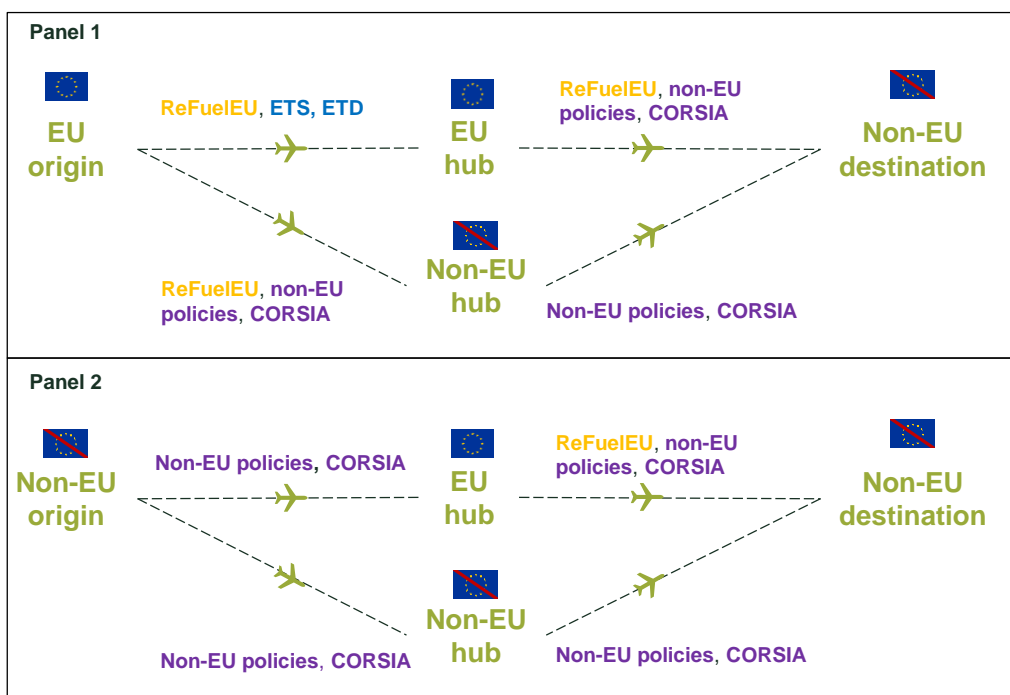 Panel 1
ReFuelEU, ETS, ETD
ReFuelEU, non-EU
policies, CORSIA
EU
origin
EU
hub
Non-EU
destination
ReFuelEU, non-EU
policies, CORSIA
Non-EU
hub
Non-EU policies, CORSIA
Panel 2
Non-EU policies, CORSIA
ReFuelEU, non-EU
policies, CORSIA
Non-EU
origin
EU
hub
Non-EU
destination
Non-EU policies, CORSIA
Non-EU
hub
Non-EU policies, CORSIA